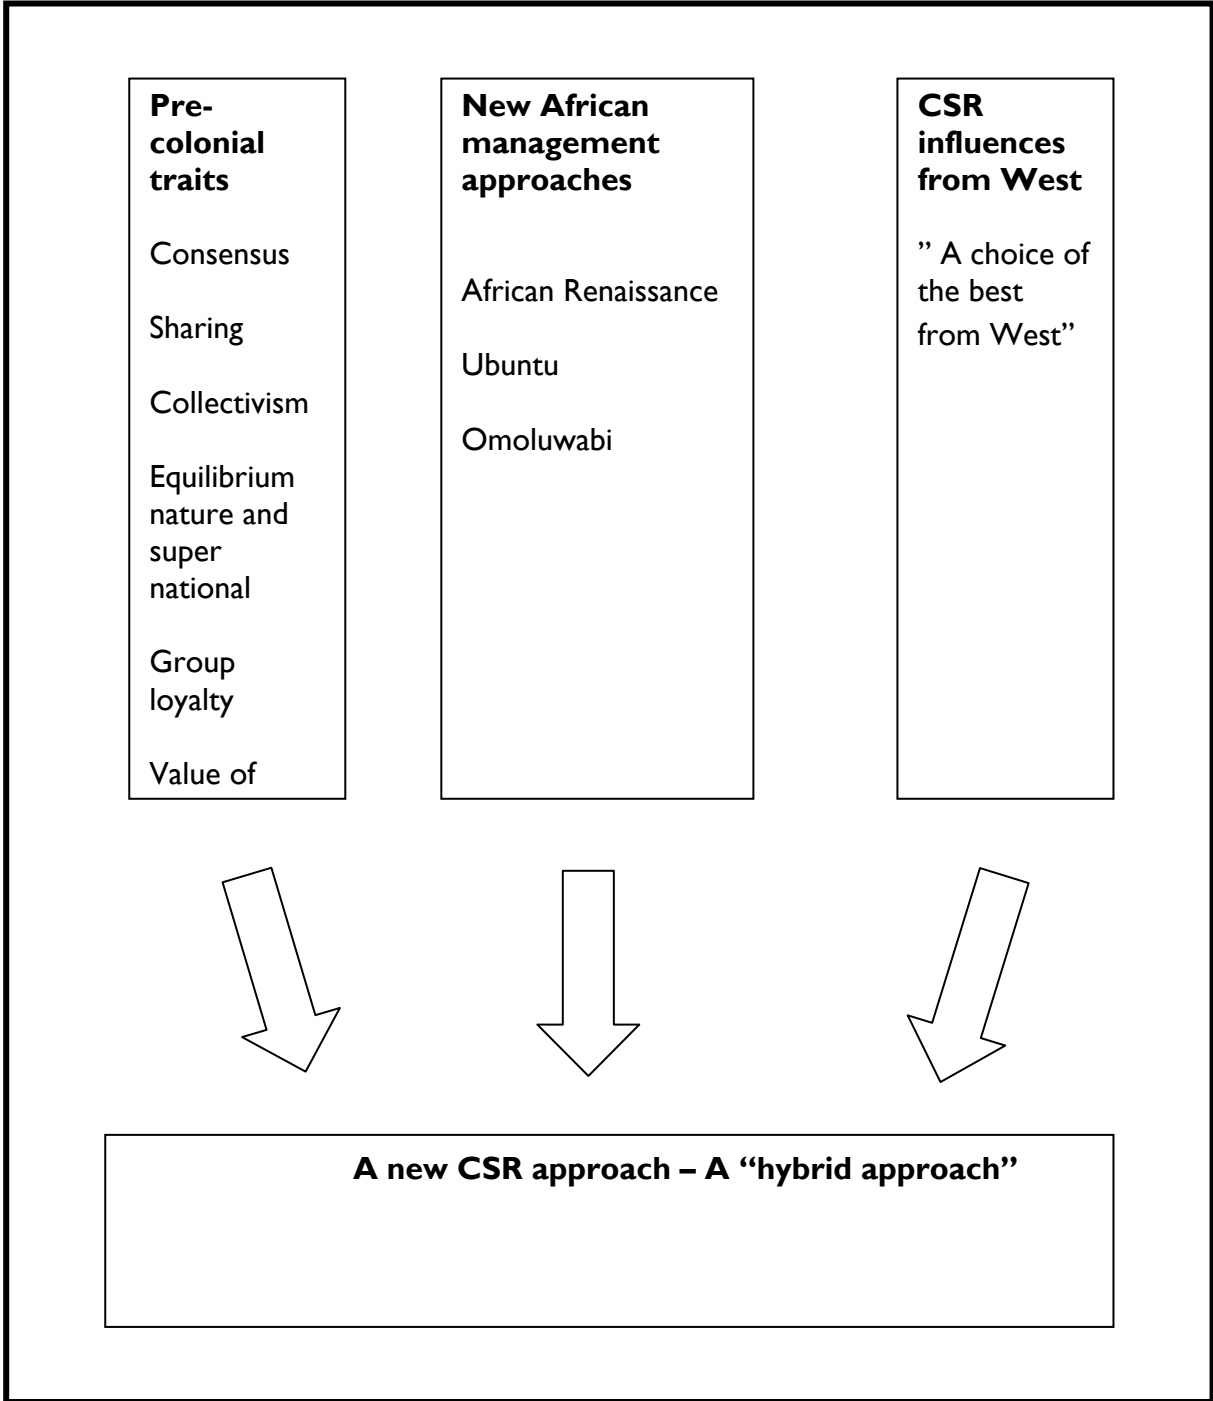 Pre-
colonial
traits
Consensus
Sharing
Collectivism
Equilibrium
nature and
super
national
Group
loyalty
Value of
New African
management
approaches
African Renaissance
Ubuntu
Omoluwabi
CSR
influences
from West
” A choice of
the best
from West”
A new CSR approach – A “hybrid approach”